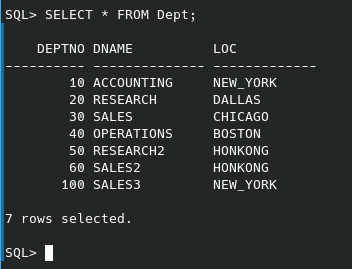 SQL> SELECT * FROM Dept;
DEPTNO DNAME LOC
---------- -------------- -------------
10 ACCOUNTING NEW_YORK
20 RESEARCH DALLAS
30 SALES CHICAGO
40 OPERATIONS BOSTON
50 RESEARCH2 HONKONG
60 SALES2 HONKONG
100 SALES3 NEW_YORK
7 rows selected.
SQL>